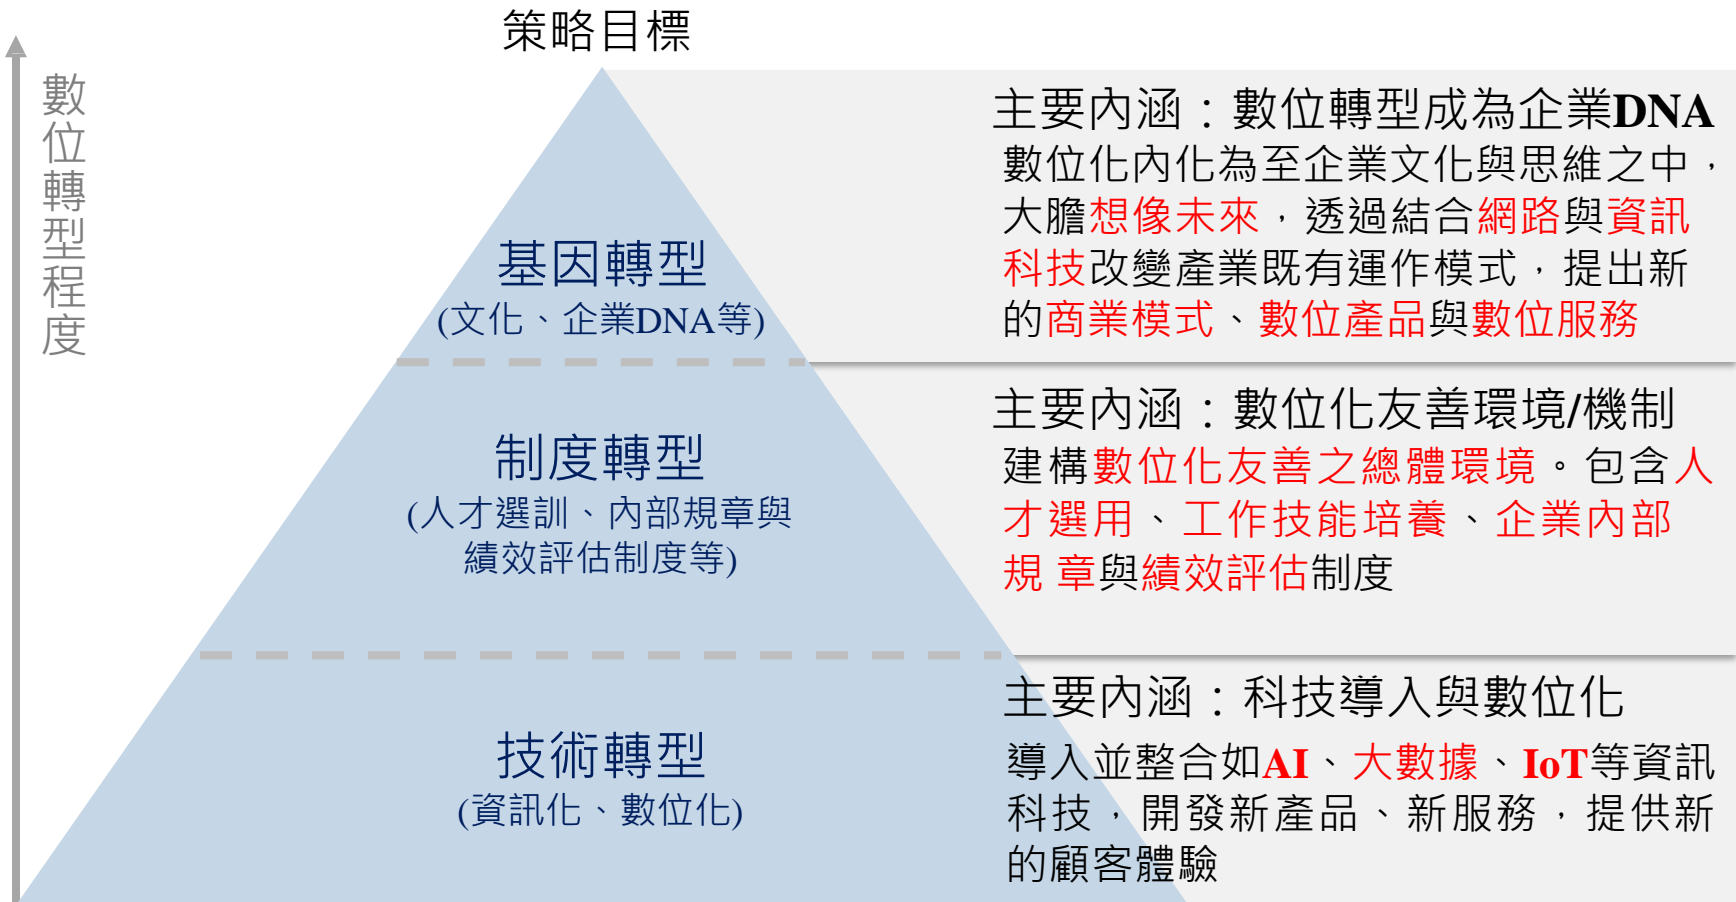 策略目標
數位轉型程度
基因轉型
(文化、企業DNA等)
主要內涵：數位轉型成為企業DNA
數位化內化為至企業文化與思維之中，
大膽想像未來，透過結合網路與資訊
科技改變產業既有運作模式，提出新
的商業模式、數位產品與數位服務
制度轉型
(人才選訓、內部規章與
績效評估制度等)
主要內涵：數位化友善環境/機制
建構數位化友善之總體環境。包含人
才選用、工作技能培養、企業內部
規 章與績效評估制度
技術轉型
(資訊化、數位化)
主要內涵：科技導入與數位化
導入並整合如AI、大數據、IoT等資訊
科技，開發新產品、新服務，提供新
的顧客體驗